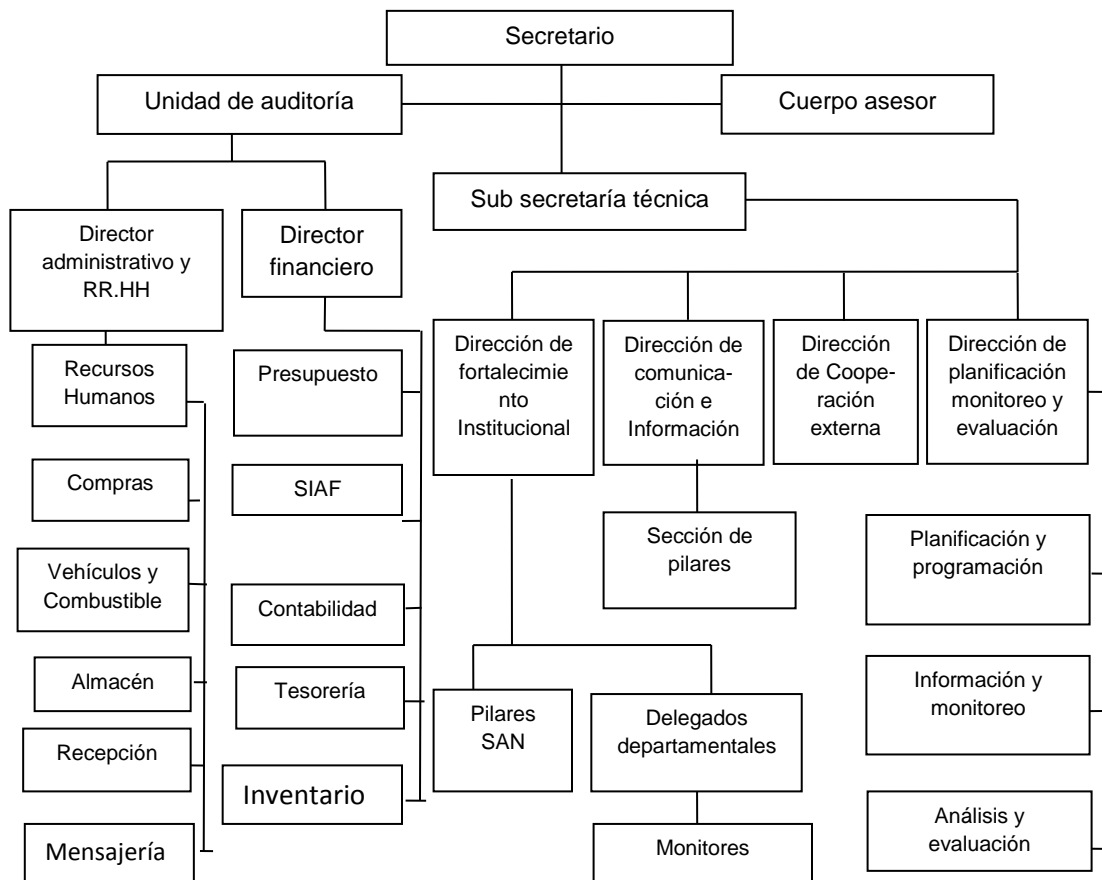 Secretario
Unidad de auditoría
Cuerpo asesor
Sub secretaría técnica
Director
administrativo y
RR.HH
Director
financiero
Recursos
Humanos
Compras
Vehículos y
Combustible
Almacén
Recepción
Mensajería
Presupuesto
SIAF
Contabilidad
Tesorería
Inventario
Dirección de
fortalecimie
nto
Institucional
Dirección de
comunica-
ción e
Información
Dirección
de Coope-
ración
externa
Dirección de
planificación
monitoreo y
evaluación
Sección de
pilares
Pilares
SAN
Delegados
departamentales
Monitores
Planificación y
programación
Información y
monitoreo
Análisis y
evaluación